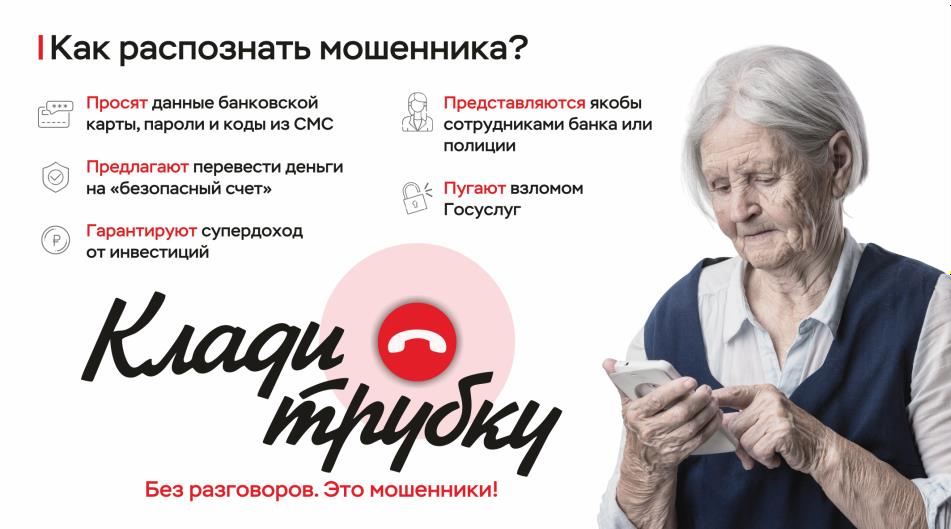 Как распознать мошенника?
Просят данные банковской
карты, пароли и коды из СМС
Предлагают перевести деньги
на «безопасный счет»
Гарантируют супердоход
от инвестиций
Представляются якобы
сотрудниками банка или
полиции
Пугают взломом
Госуслуг
Клади
трубку
Без разговоров. Это мошенники!